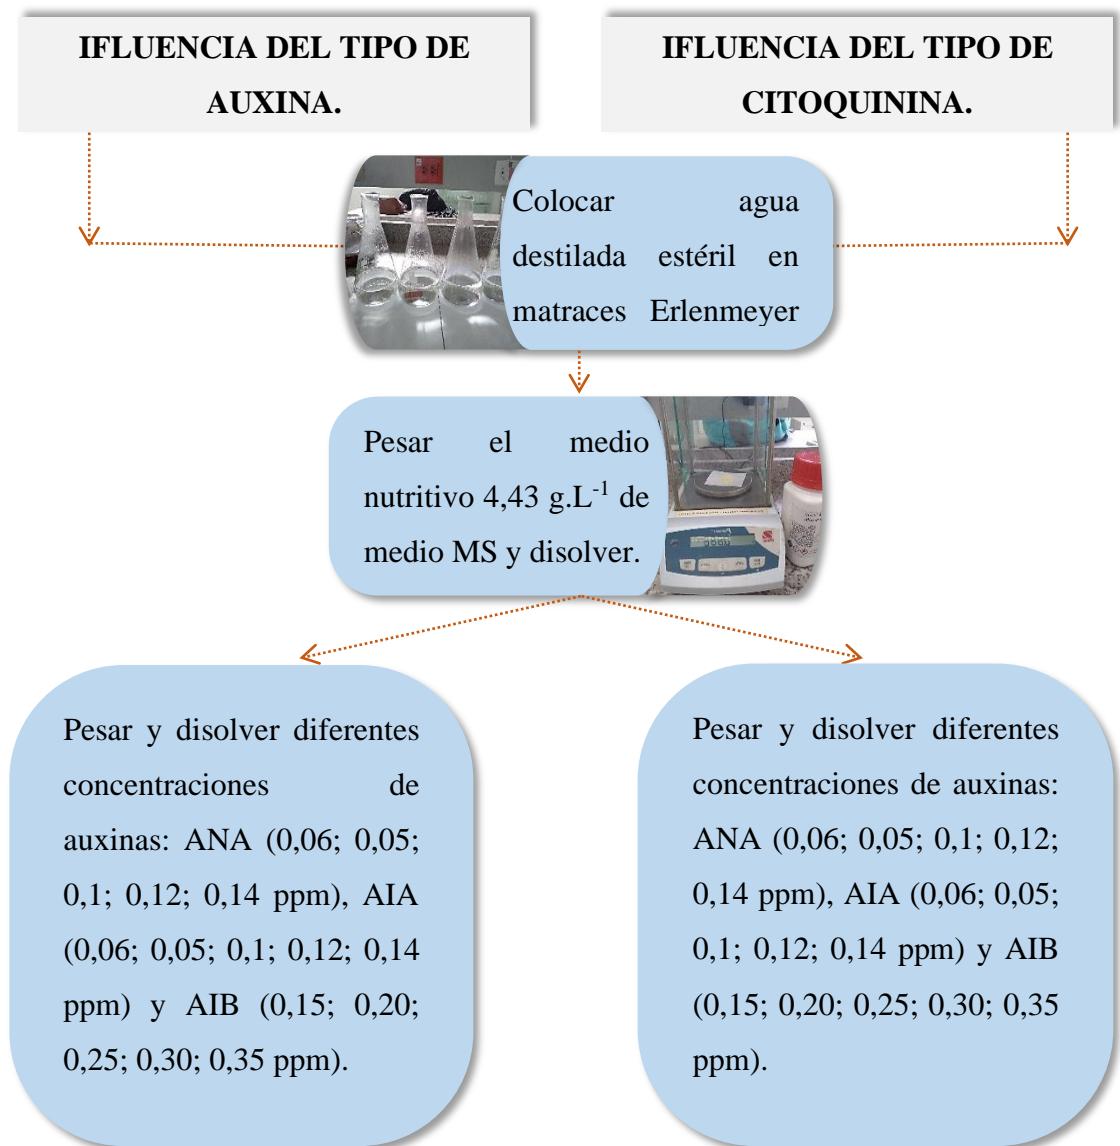 IFLUENCIA DEL TIPO DE
AUXINA.
IFLUENCIA DEL TIPO DE
CITOQUININA.
Colocar agua
destilada estéril en
matraces Erlenmeyer
Pesar el medio
nutritivo 4,43 g.L⁻¹ de
medio MS y disolver.
Pesar y disolver diferentes
concentraciones de
auxinas: ANA (0,06; 0,05;
0,1; 0,12; 0,14 ppm), AIA
(0,06; 0,05; 0,1; 0,12; 0,14
ppm) y AIB (0,15; 0,20;
0,25; 0,30; 0,35 ppm).
Pesar y disolver diferentes
concentraciones de auxinas:
ANA (0,06; 0,05; 0,1; 0,12;
0,14 ppm), AIA (0,06; 0,05;
0,1; 0,12; 0,14 ppm) y AIB
(0,15; 0,20; 0,25; 0,30; 0,35
ppm).